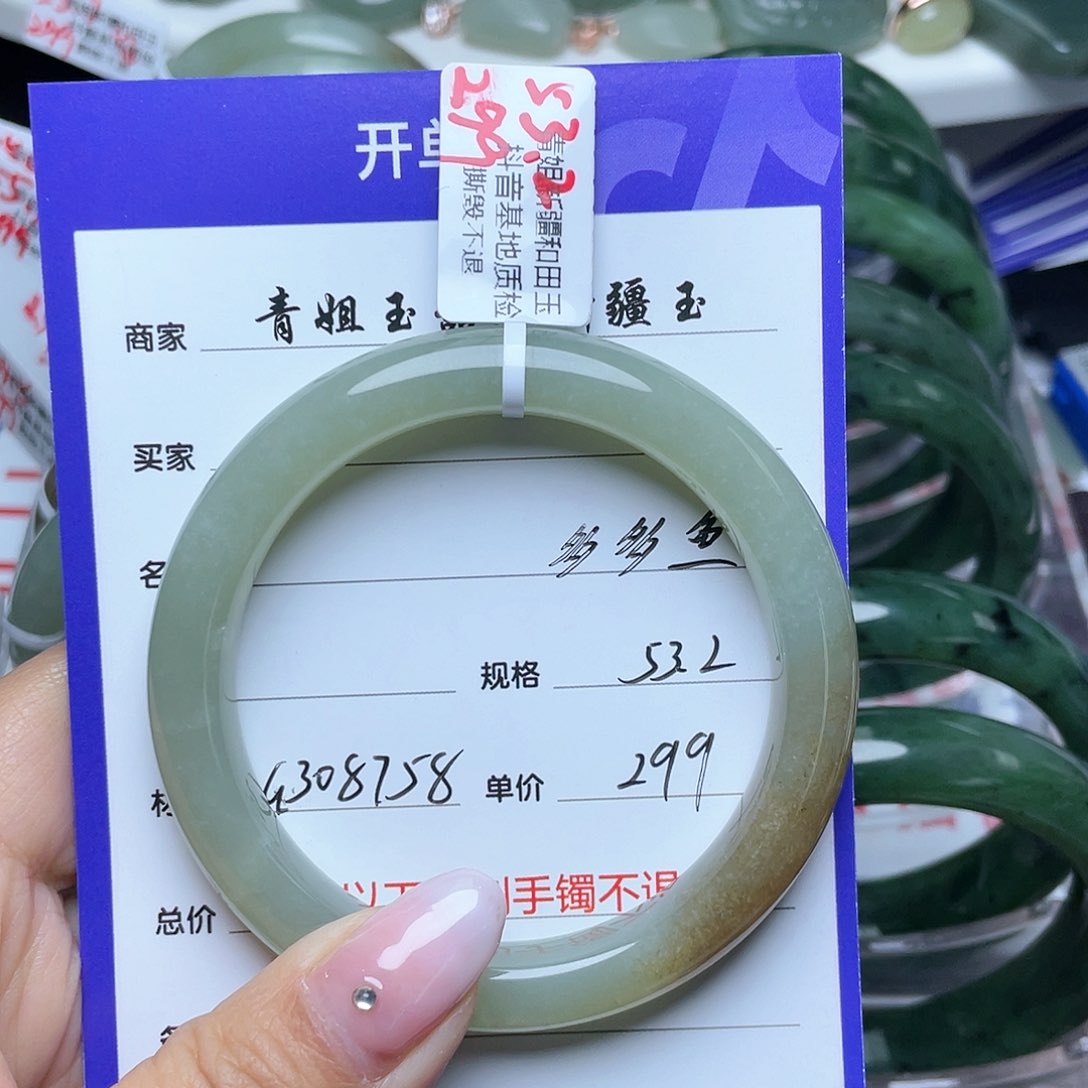 开单
53.2
299
青姐新疆和田玉
抖音基地质检
撕毁不退
商家 青姐玉 疆玉
买家
名
多多鱼
规格 53.2
G308758 单价 299
手镯不退
总价